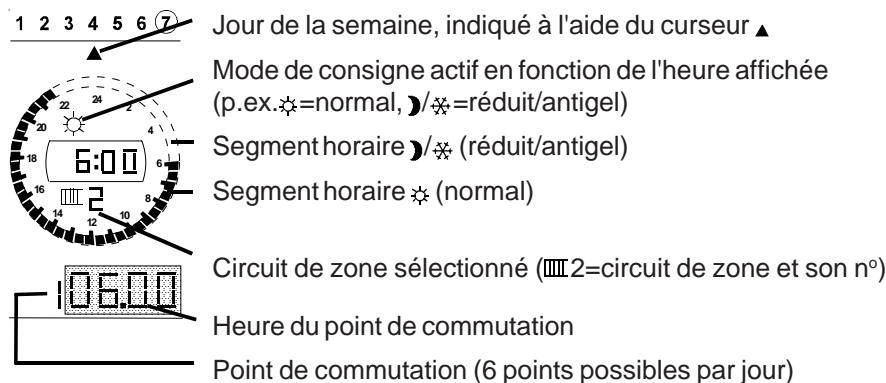 1 2 3 4 5 6 7
Jour de la semaine, indiqué à l'aide du curseur ▲
Mode de consigne actif en fonction de l'heure affichée
(p.ex.☼=normal, ☽/❄=réduit/antigel)
Segment horaire ☽/❄ (réduit/antigel)
Segment horaire ☼ (normal)
22 24 2
20 4
18 6:00 6
16 2 8
14 12 10
Circuit de zone sélectionné (▥2=circuit de zone et son n°)
1 06.00
Heure du point de commutation
Point de commutation (6 points possibles par jour)